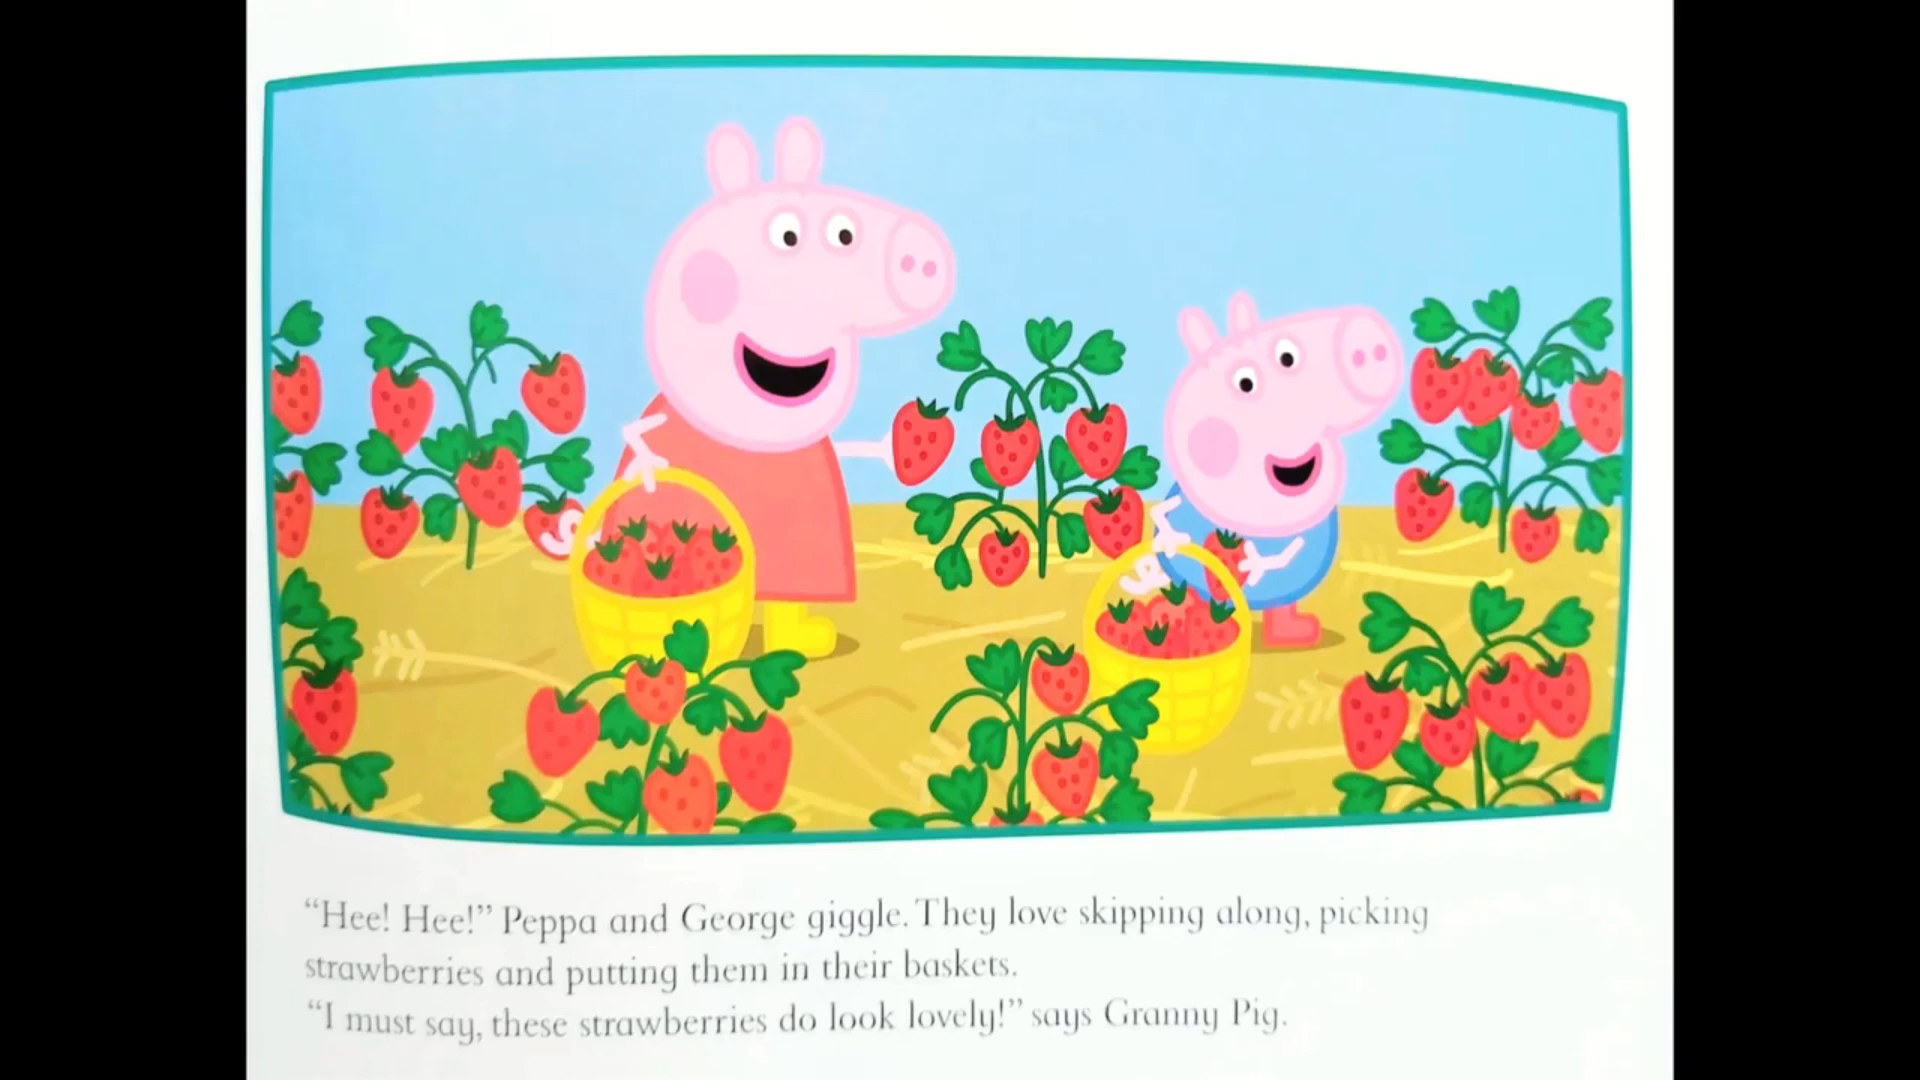 “Hee! Hee!” Peppa and George giggle. They love skipping along, picking
strawberries and putting them in their baskets.
“I must say, these strawberries do look lovely!” says Granny Pig.